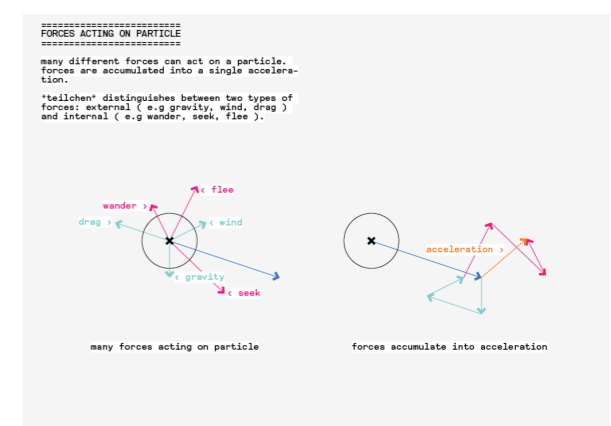 =========================
FORCES ACTING ON PARTICLE
=========================
many different forces can act on a particle.
forces are accumulated into a single accelera-
tion.
*teilchen* distinguishes between two types of
forces: external ( e.g gravity, wind, drag )
and internal ( e.g wander, seek, flee ).
< flee
wander >
drag >
< wind
< gravity
< seek
acceleration >
many forces acting on particle
forces accumulate into acceleration